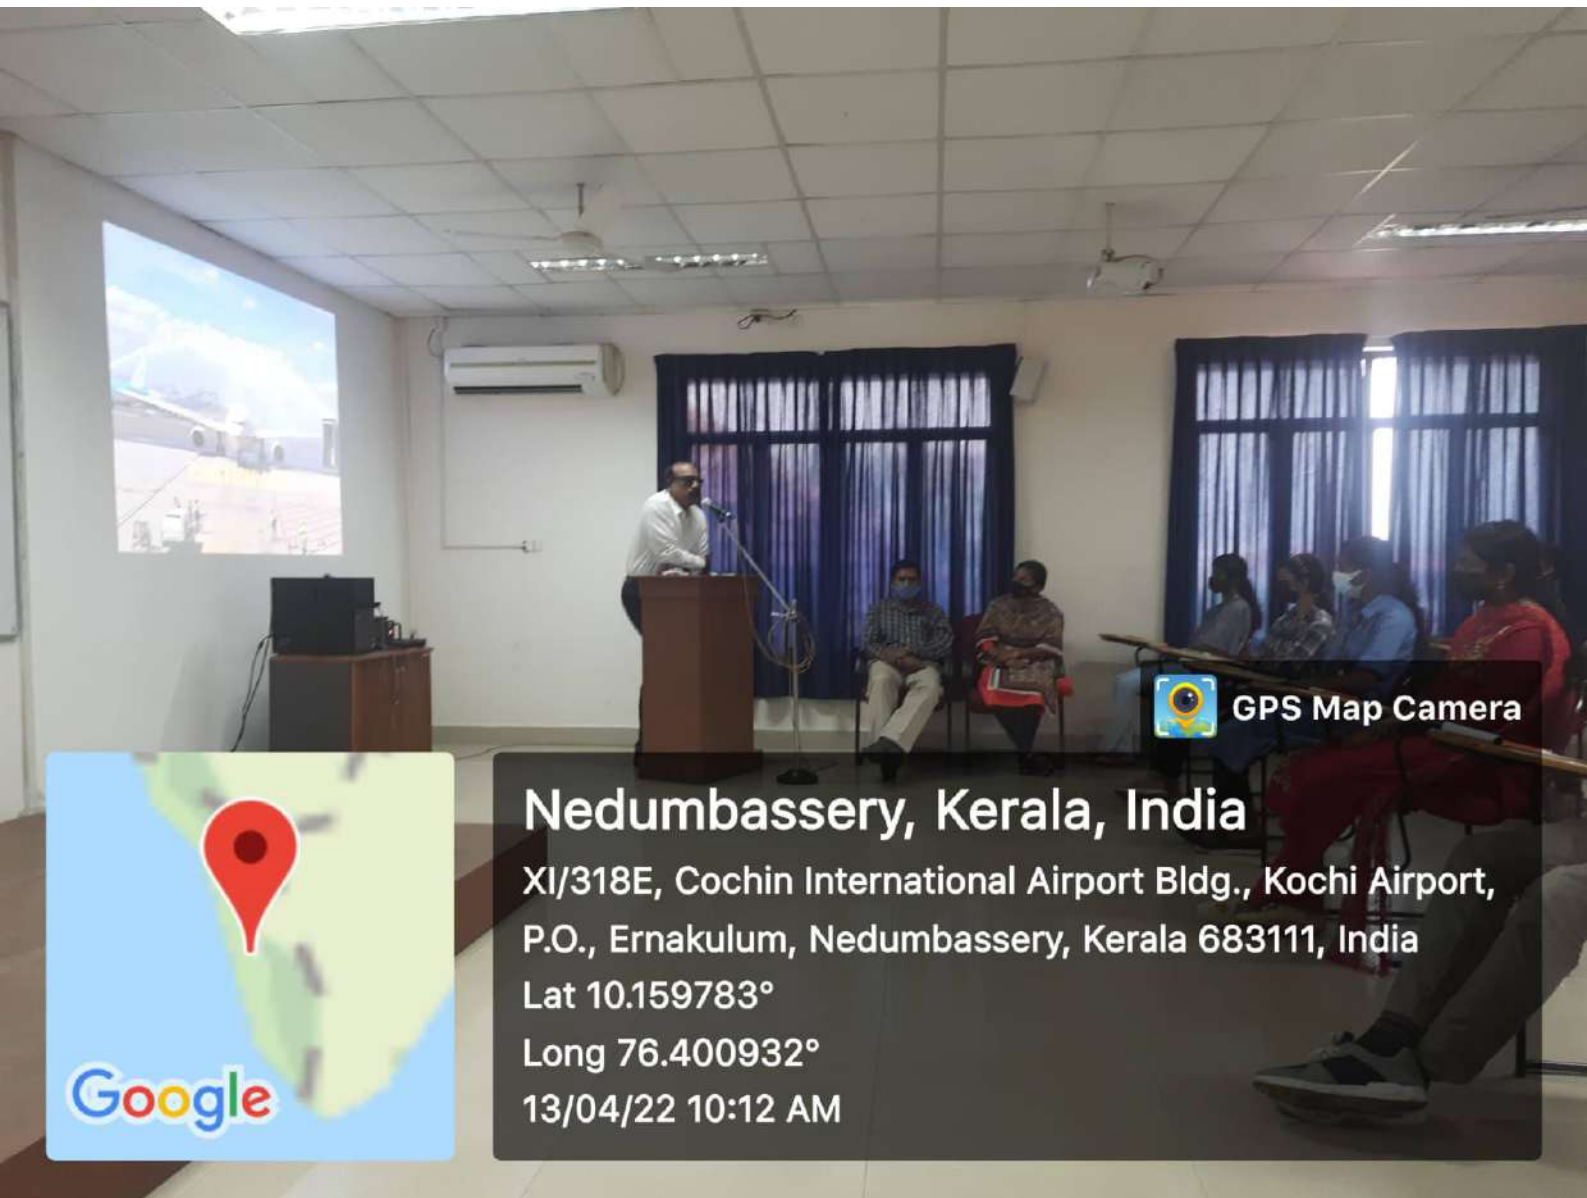 GPS Map Camera
Nedumbassery, Kerala, India
XI/318E, Cochin International Airport Bldg., Kochi Airport,
P.O., Ernakulum, Nedumbassery, Kerala 683111, India
Lat 10.159783°
Long 76.400932°
13/04/22 10:12 AM
Google